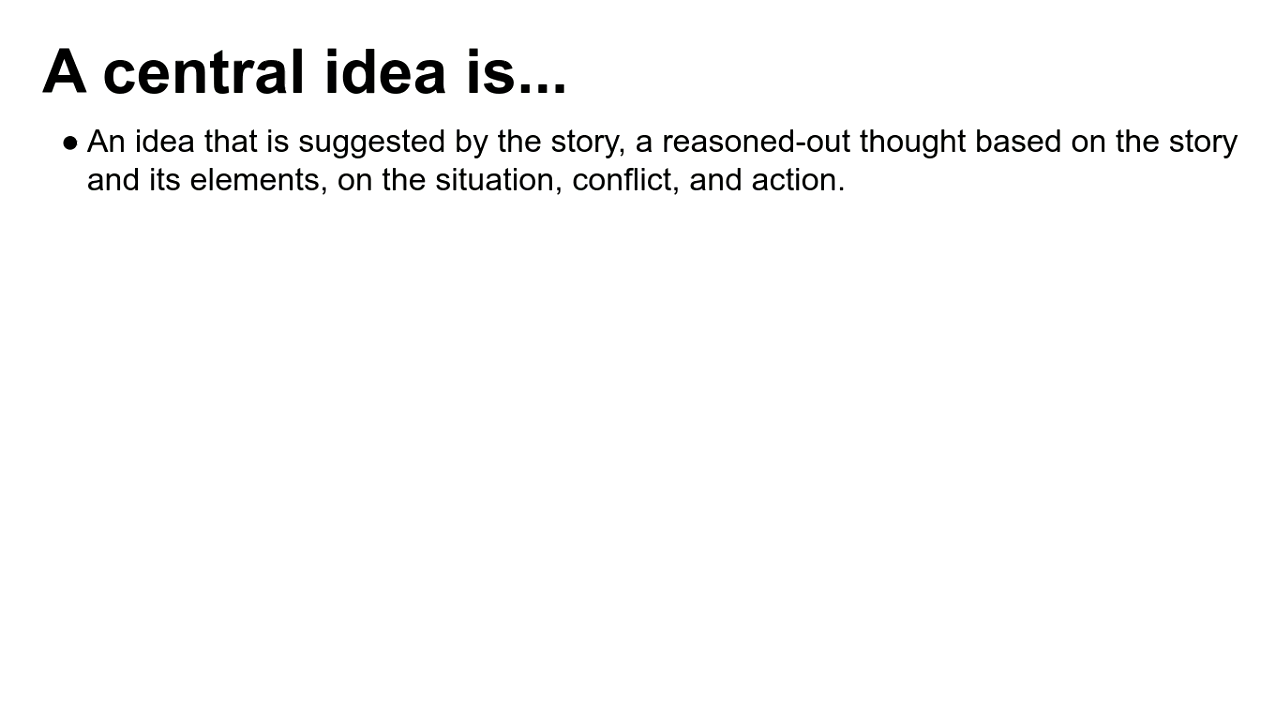 A central idea is...
● An idea that is suggested by the story, a reasoned-out thought based on the story
and its elements, on the situation, conflict, and action.